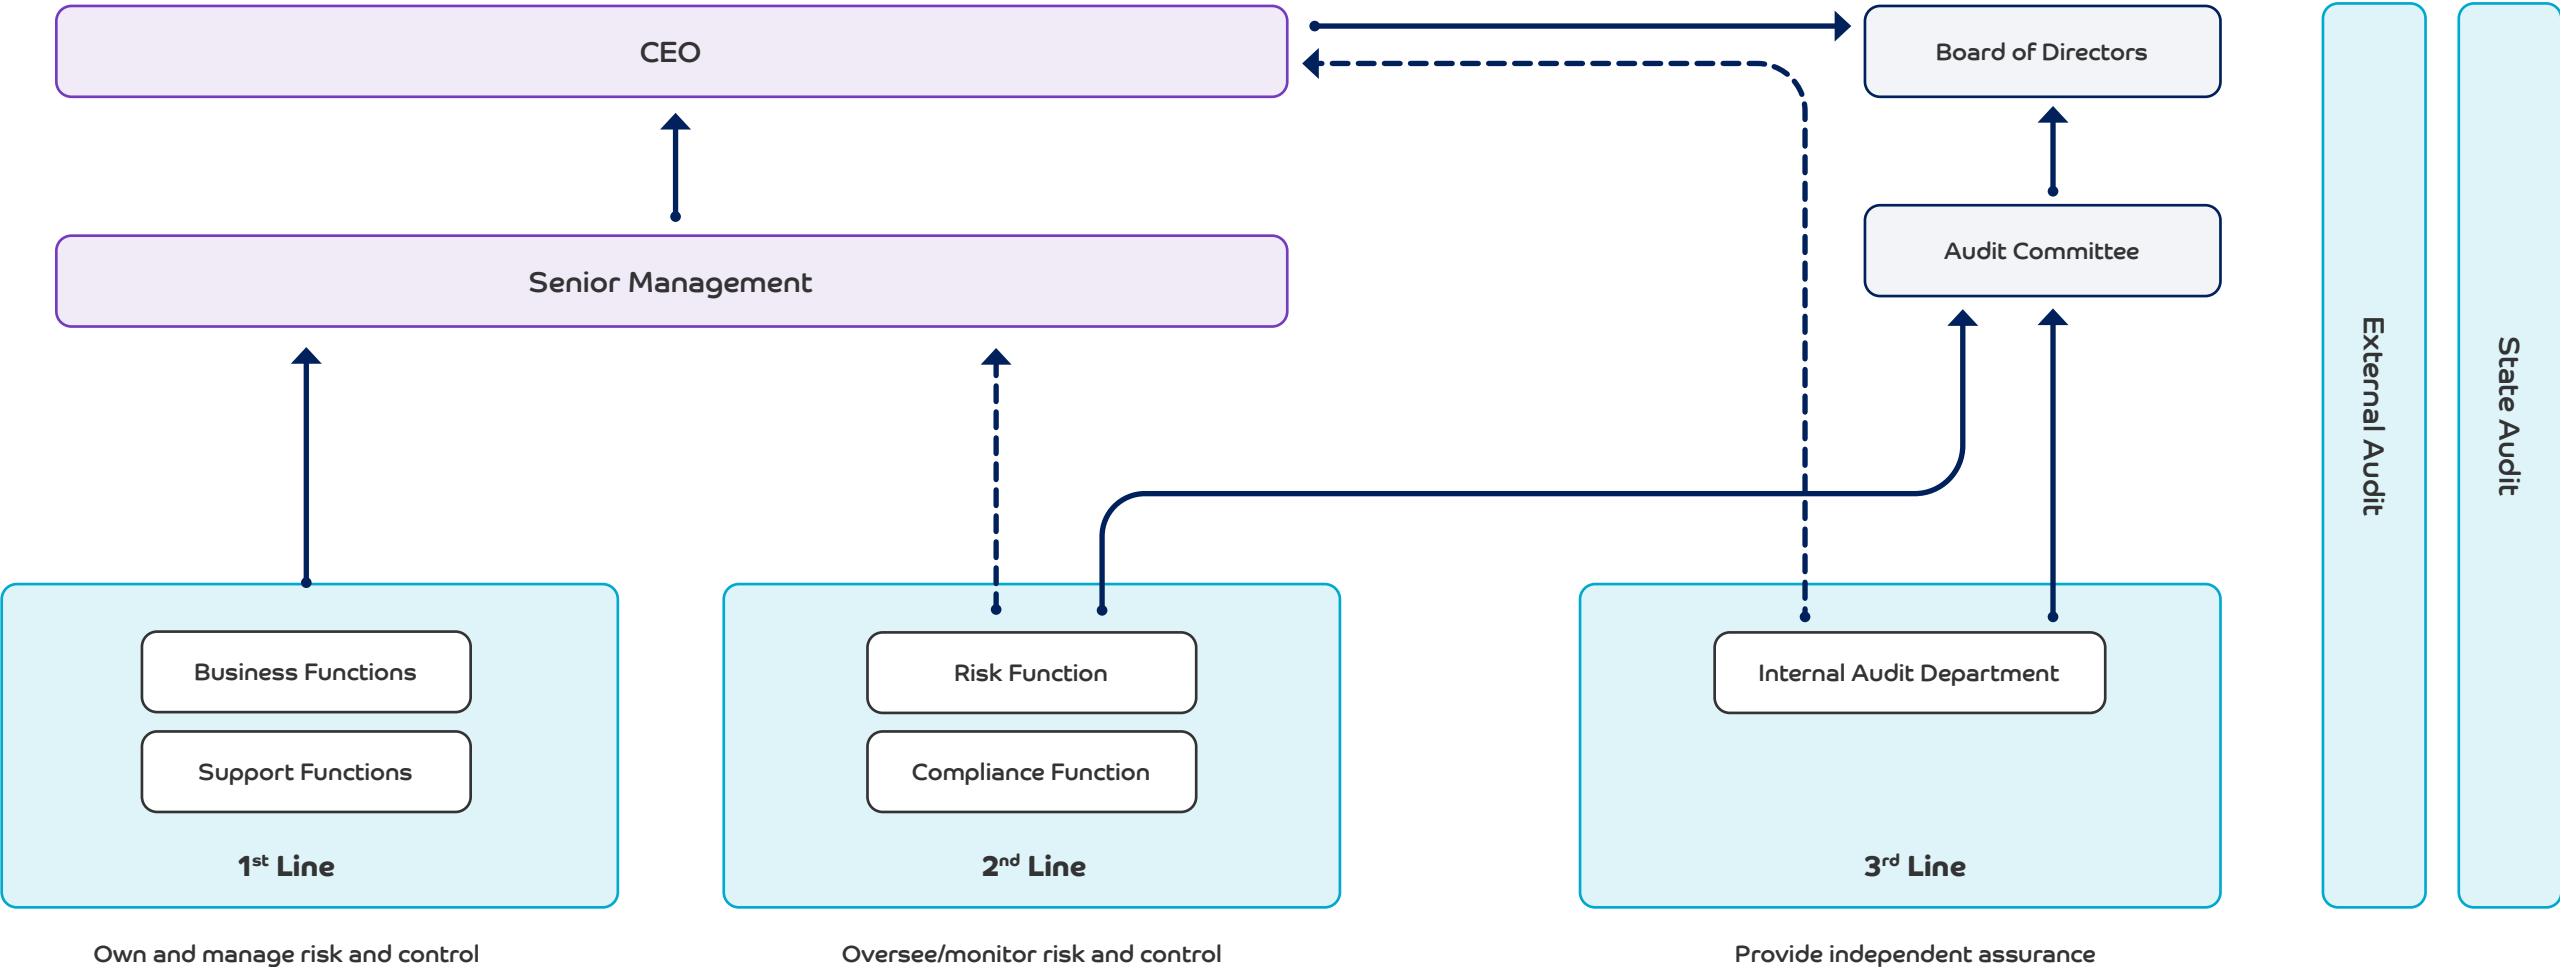 CEO
Board of Directors
Senior Management
Audit Committee
External Audit
State Audit
Business Functions
Support Functions
1st Line
Risk Function
Compliance Function
2nd Line
Internal Audit Department
3rd Line
Own and manage risk and control
Oversee/monitor risk and control
Provide independent assurance